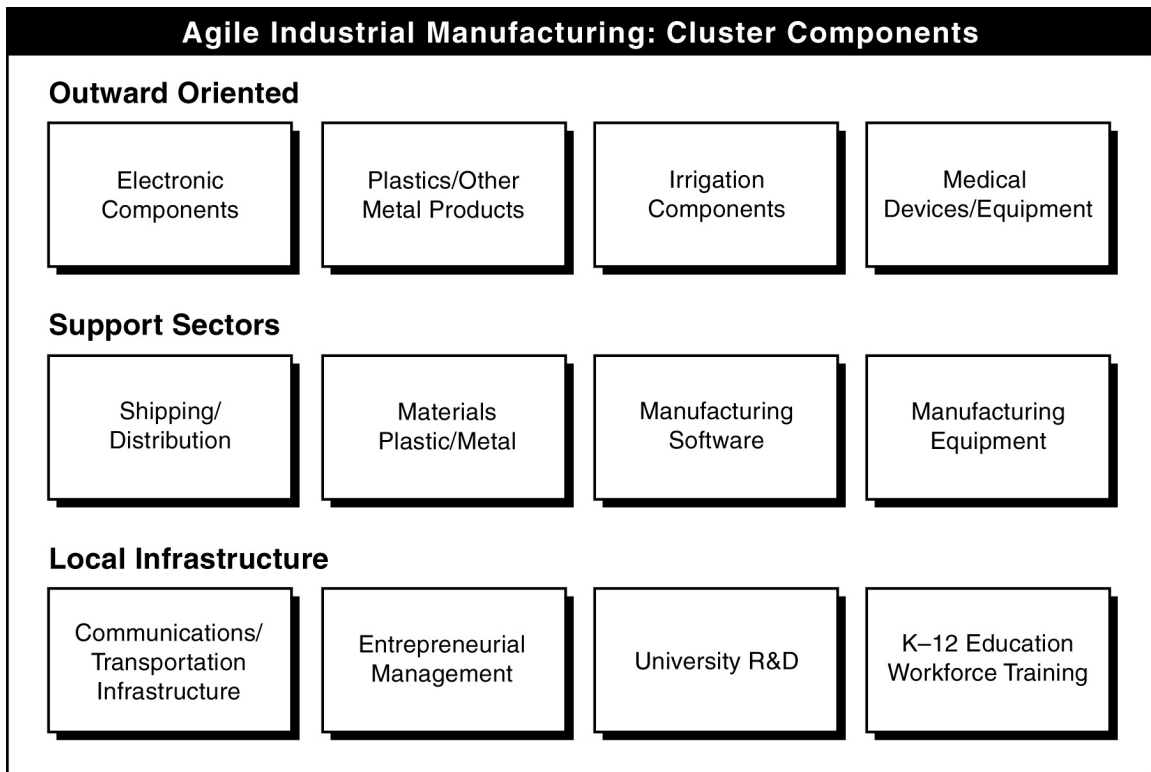 Agile Industrial Manufacturing: Cluster Components
Outward Oriented
Electronic
Components
Plastics/Other
Metal Products
Irrigation
Components
Medical
Devices/Equipment
Support Sectors
Shipping/
Distribution
Materials
Plastic/Metal
Manufacturing
Software
Manufacturing
Equipment
Local Infrastructure
Communications/
Transportation
Infrastructure
Entrepreneurial
Management
University R&D
K–12 Education
Workforce Training